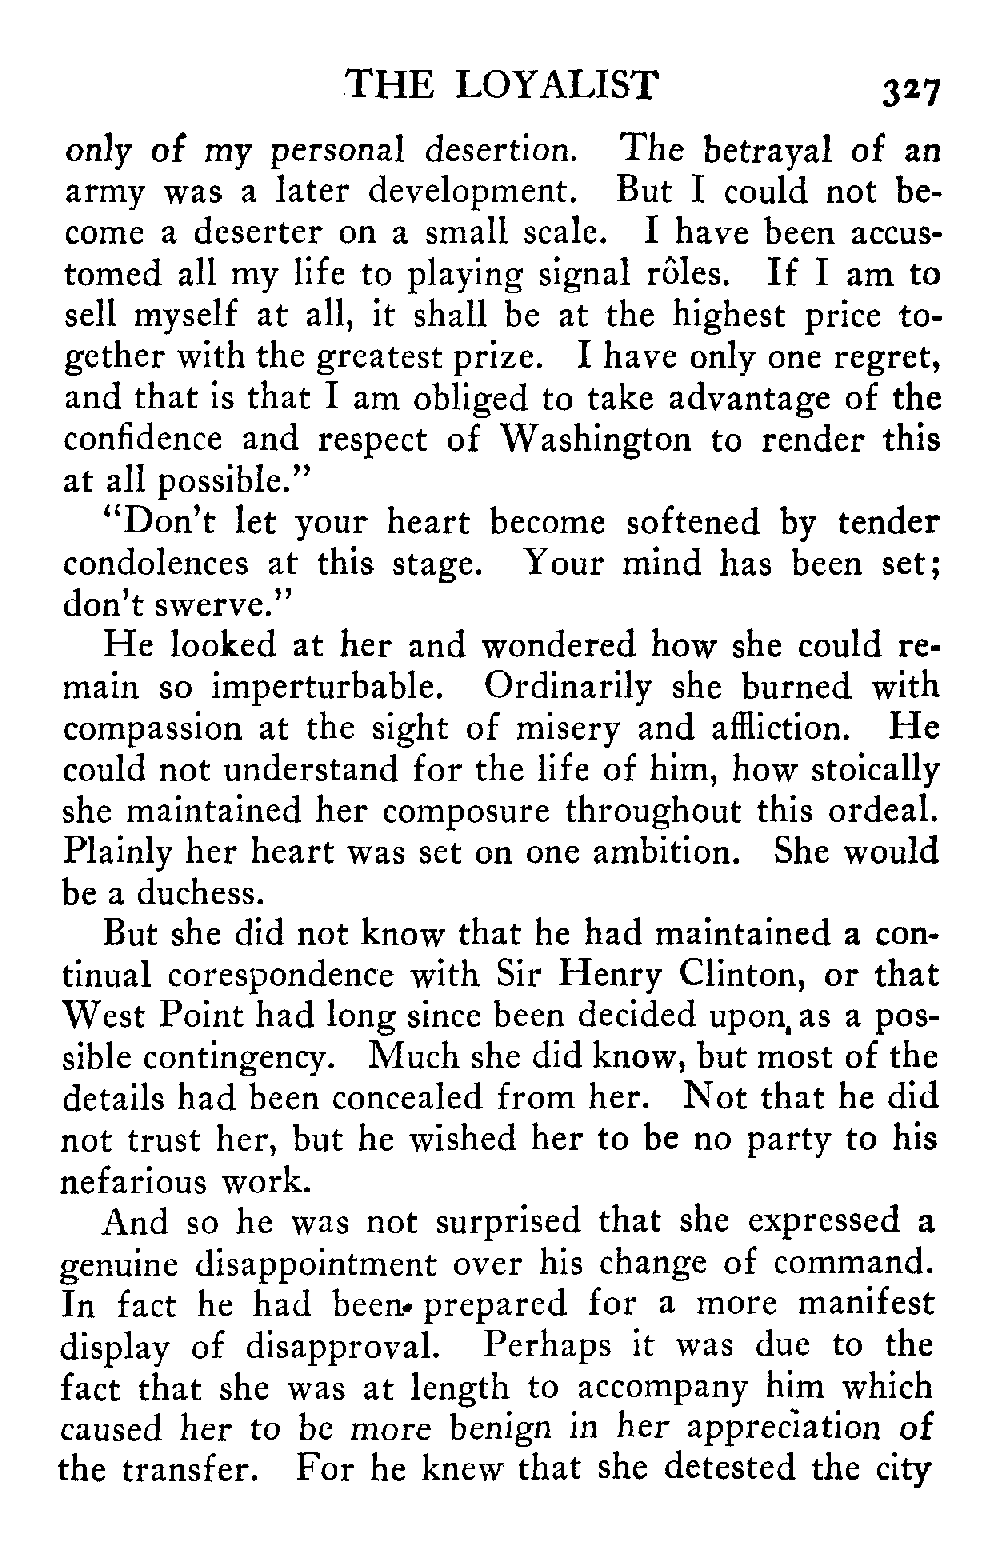 THE LOYALIST 327
only of my personal desertion. The betrayal of an
army was a later development. But I could not be-
come a deserter on a small scale. I have been accus-
tomed all my life to playing signal rôles. If I am to
sell myself at all, it shall be at the highest price to-
gether with the greatest prize. I have only one regret,
and that is that I am obliged to take advantage of the
confidence and respect of Washington to render this
at all possible."
"Don't let your heart become softened by tender
condolences at this stage. Your mind has been set;
don't swerve."
He looked at her and wondered how she could re-
main so imperturbable. Ordinarily she burned with
compassion at the sight of misery and affliction. He
could not understand for the life of him, how stoically
she maintained her composure throughout this ordeal.
Plainly her heart was set on one ambition. She would
be a duchess.
But she did not know that he had maintained a con-
tinual corespondence with Sir Henry Clinton, or that
West Point had long since been decided upon, as a pos-
sible contingency. Much she did know, but most of the
details had been concealed from her. Not that he did
not trust her, but he wished her to be no party to his
nefarious work.
And so he was not surprised that she expressed a
genuine disappointment over his change of command.
In fact he had been prepared for a more manifest
display of disapproval. Perhaps it was due to the
fact that she was at length to accompany him which
caused her to be more benign in her appreciation of
the transfer. For he knew that she detested the city